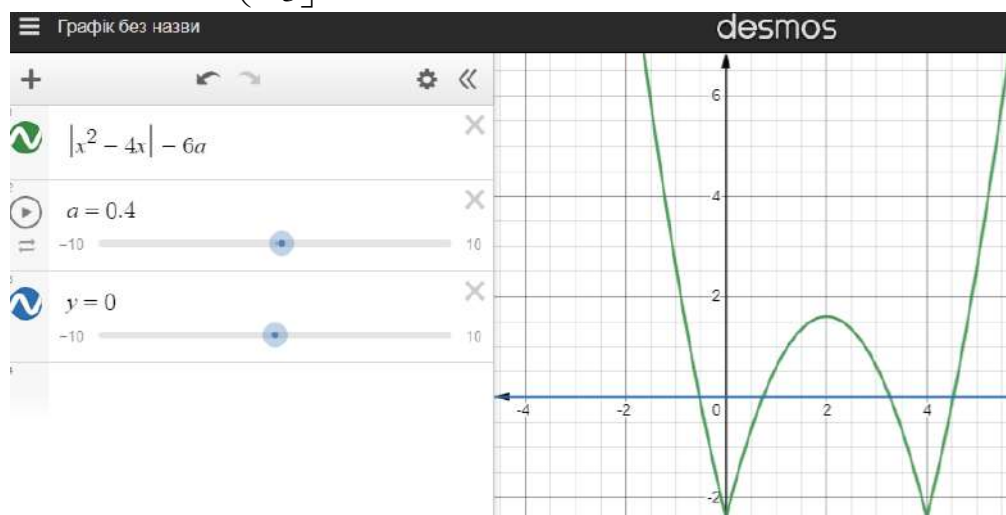 Графік без назви
desmos
|x² − 4x| − 6a
a = 0.4
−10 10
y = 0
−10 10
6
4
2
-4 -2 0 2 4
-2